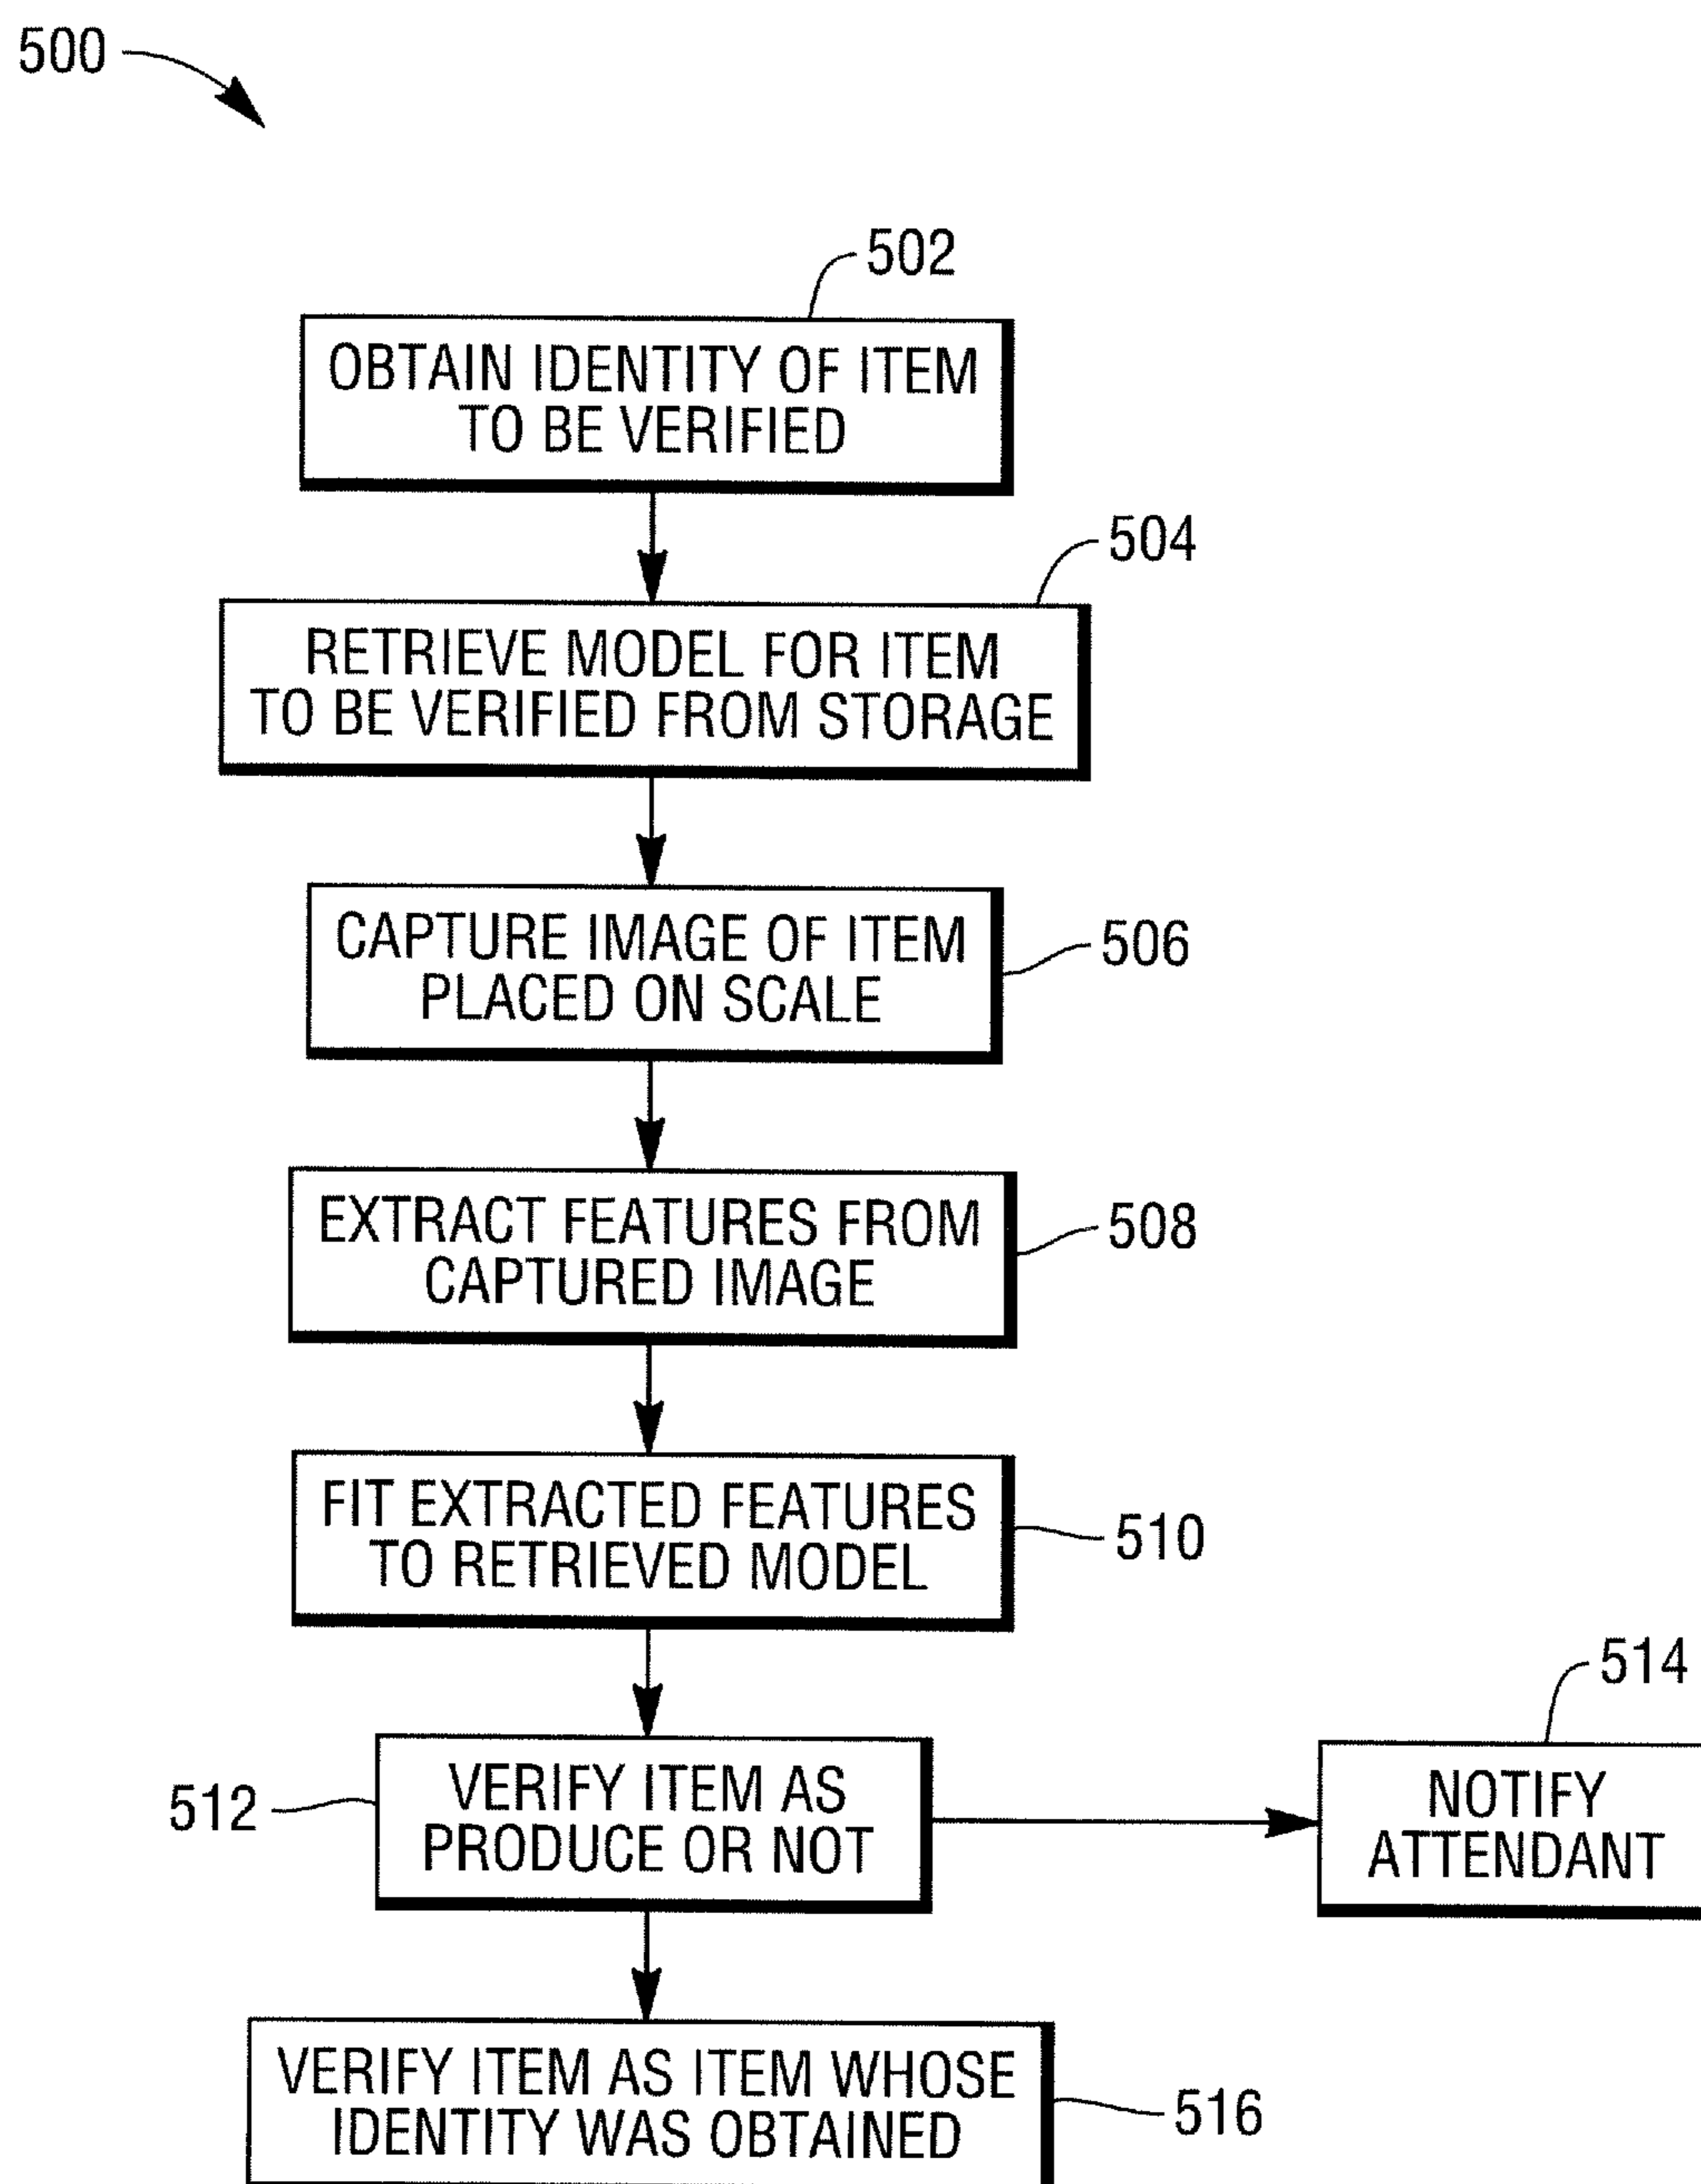 500
502
OBTAIN IDENTITY OF ITEM
TO BE VERIFIED
504
RETRIEVE MODEL FOR ITEM
TO BE VERIFIED FROM STORAGE
CAPTURE IMAGE OF ITEM
PLACED ON SCALE
506
EXTRACT FEATURES FROM
CAPTURED IMAGE
508
FIT EXTRACTED FEATURES
TO RETRIEVED MODEL
510
512
VERIFY ITEM AS
PRODUCE OR NOT
514
NOTIFY
ATTENDANT
VERIFY ITEM AS ITEM WHOSE
IDENTITY WAS OBTAINED
516